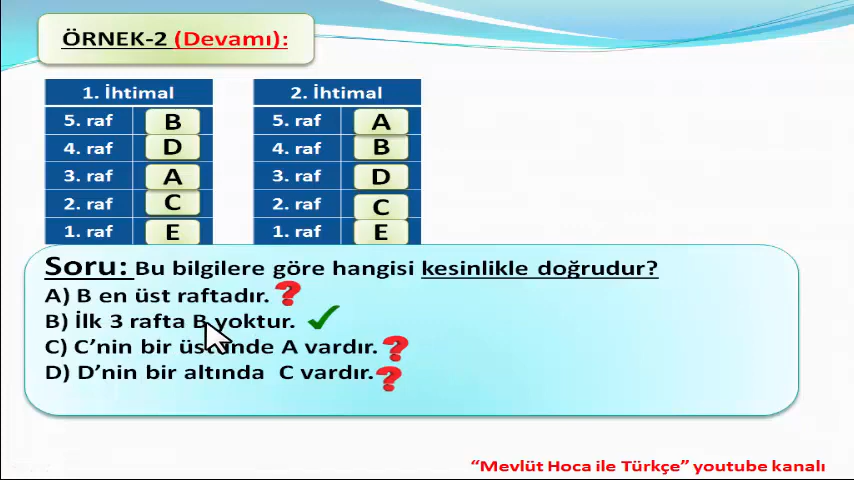 ÖRNEK-2 (Devamı):
1. İhtimal
5. raf B
4. raf D
3. raf A
2. raf C
1. raf E
2. İhtimal
5. raf A
4. raf B
3. raf D
2. raf C
1. raf E
Soru: Bu bilgilere göre hangisi kesinlikle doğrudur?
A) B en üst raftadır. ?
B) İlk 3 rafta B yoktur. ✓
C) C’nin bir üstünde A vardır. ?
D) D’nin bir altında C vardır. ?
“Mevlüt Hoca ile Türkçe” youtube kanalı